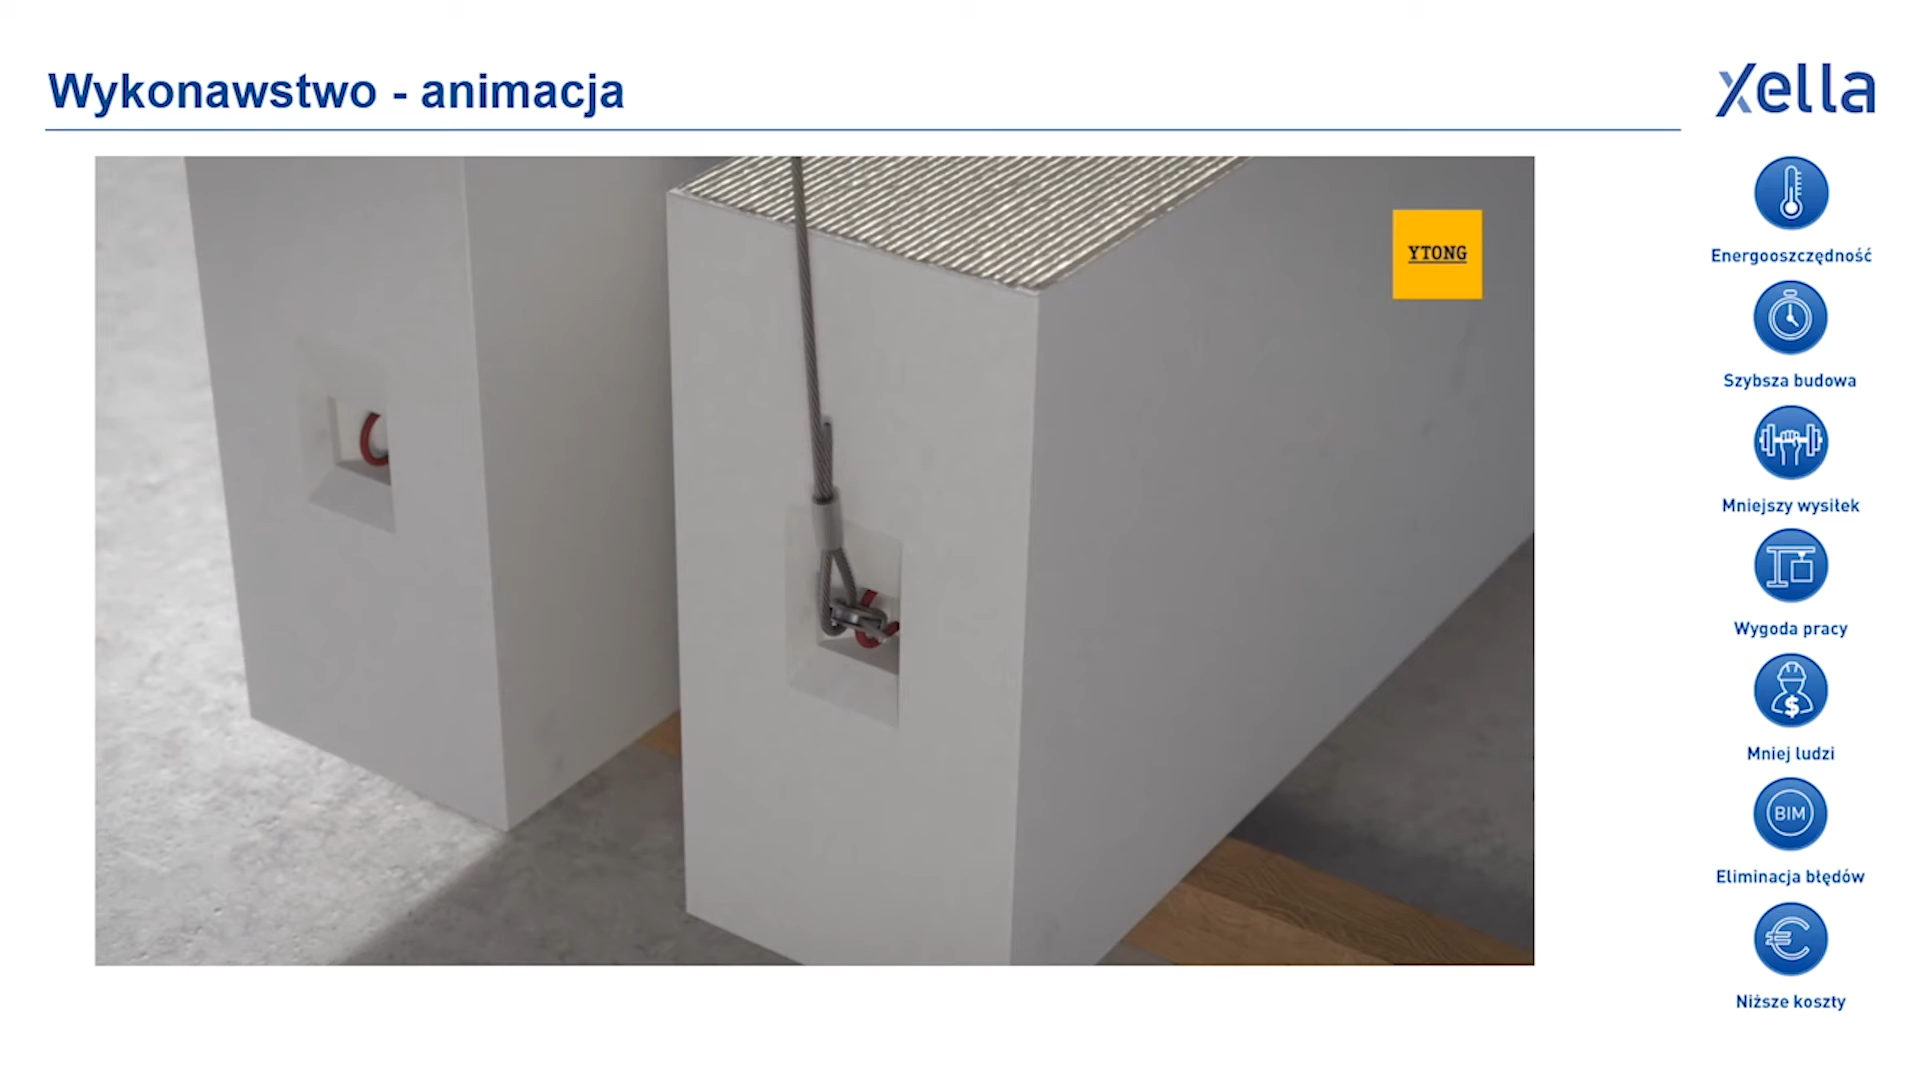 Wykonawstwo - animacja
xella
YTONG
Energooszczędność
Szybsza budowa
Mniejszy wysiłek
Wygoda pracy
$
Mniej ludzi
BIM
Eliminacja błędów
€
Niższe koszty